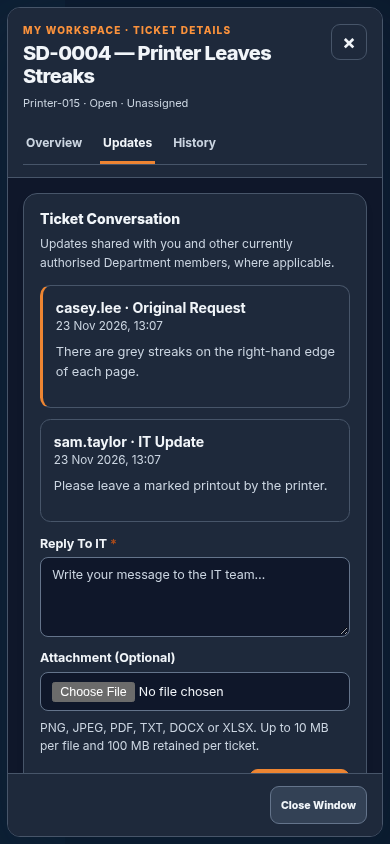 MY WORKSPACE · TICKET DETAILS
SD-0004 — Printer Leaves
Streaks
Printer-015 · Open · Unassigned
×
Overview Updates History
Ticket Conversation
Updates shared with you and other currently
authorised Department members, where applicable.
casey.lee · Original Request
23 Nov 2026, 13:07
There are grey streaks on the right-hand edge
of each page.
sam.taylor · IT Update
23 Nov 2026, 13:07
Please leave a marked printout by the printer.
Reply To IT *
Write your message to the IT team...
Attachment (Optional)
Choose File No file chosen
PNG, JPEG, PDF, TXT, DOCX or XLSX. Up to 10 MB
per file and 100 MB retained per ticket.
Close Window